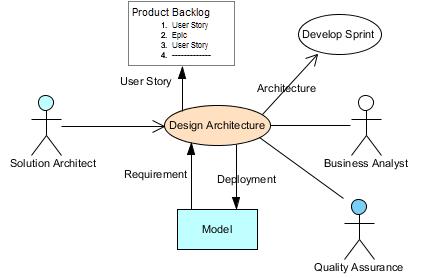 Product Backlog
1. User Story
2. Epic
3. User Story
4. -------------
Develop Sprint
User Story
Architecture
Design Architecture
Solution Architect
Business Analyst
Requirement
Deployment
Model
Quality Assurance